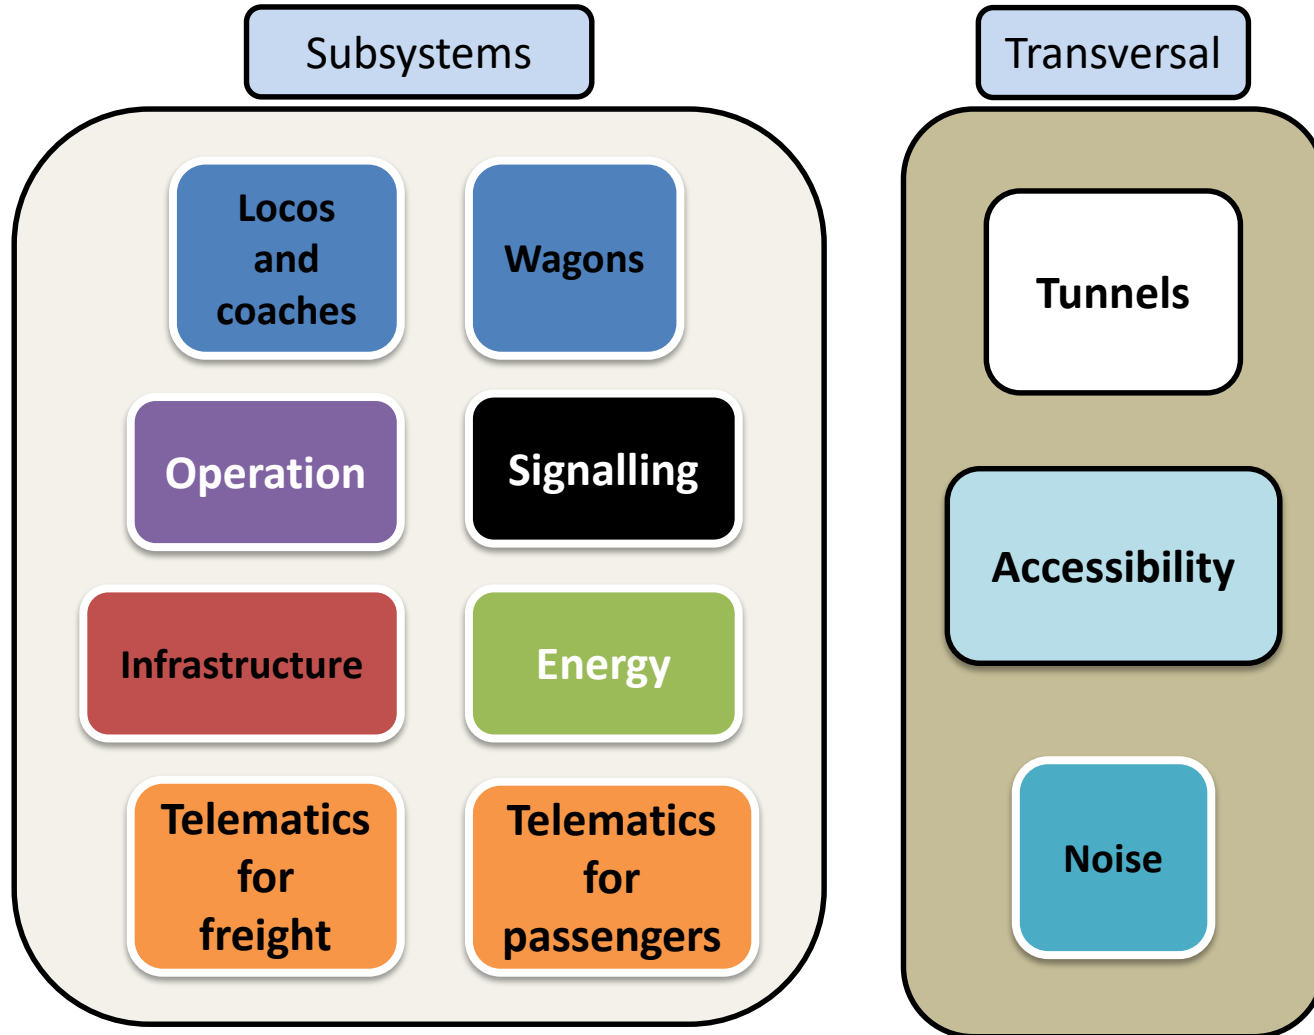 Subsystems
Locos
and
coaches
Wagons
Operation
Signalling
Infrastructure
Energy
Telematics
for
freight
Telematics
for
passengers
Transversal
Tunnels
Accessibility
Noise